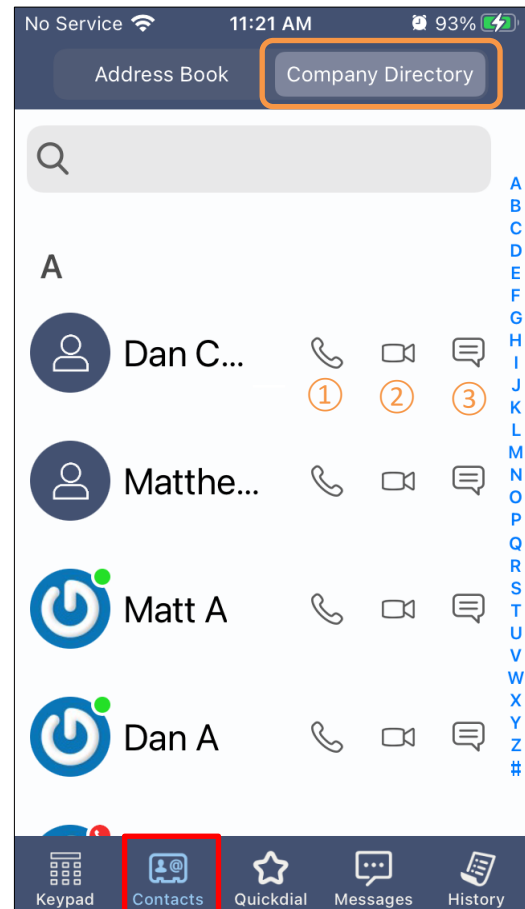 No Service 11:21 AM 93%
Address Book Company Directory
A
Dan C...
① ② ③
Matthe...
Matt A
Dan A
A
B
C
D
E
F
G
H
I
J
K
L
M
N
O
P
Q
R
S
T
U
V
W
X
Y
Z
#
Keypad Contacts Quickdial Messages History